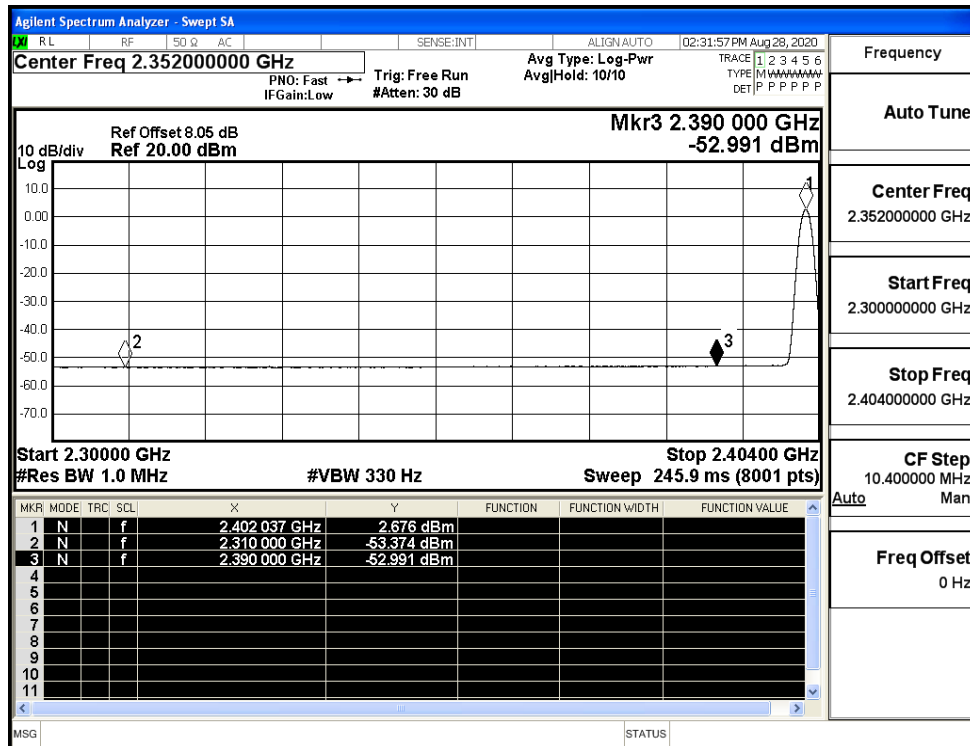 Agilent Spectrum Analyzer - Swept SA
LXI RL RF 50 Ω AC SENSE:INT ALIGN AUTO 02:31:57 PM Aug 28, 2020
Center Freq 2.352000000 GHz
PNO: Fast
IFGain:Low
Trig: Free Run
#Atten: 30 dB
Avg Type: Log-Pwr
Avg|Hold: 10/10
TRACE 1 2 3 4 5 6
TYPE M WWWWW
DET P P P P P P
Mkr3 2.390 000 GHz
-52.991 dBm
Ref Offset 8.05 dB
10 dB/div Ref 20.00 dBm
Log
10.0
0.00
-10.0
-20.0
-30.0
-40.0
-50.0
-60.0
-70.0
1
2
3
Start 2.30000 GHz Stop 2.40400 GHz
#Res BW 1.0 MHz #VBW 330 Hz Sweep 245.9 ms (8001 pts)
MKR MODE TRC SCL X Y FUNCTION FUNCTION WIDTH FUNCTION VALUE
1 N f 2.402 037 GHz 2.676 dBm
2 N f 2.310 000 GHz -53.374 dBm
3 N f 2.390 000 GHz -52.991 dBm
4
5
6
7
8
9
10
11
MSG STATUS
Frequency
Auto Tune
Center Freq
2.352000000 GHz
Start Freq
2.300000000 GHz
Stop Freq
2.404000000 GHz
CF Step
10.400000 MHz
Auto Man
Freq Offset
0 Hz